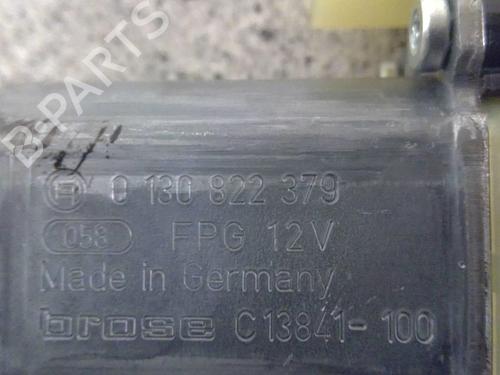 B-PARTS
0 130 822 379
058 FPG 12V
Made in Germany
brose C13841-100